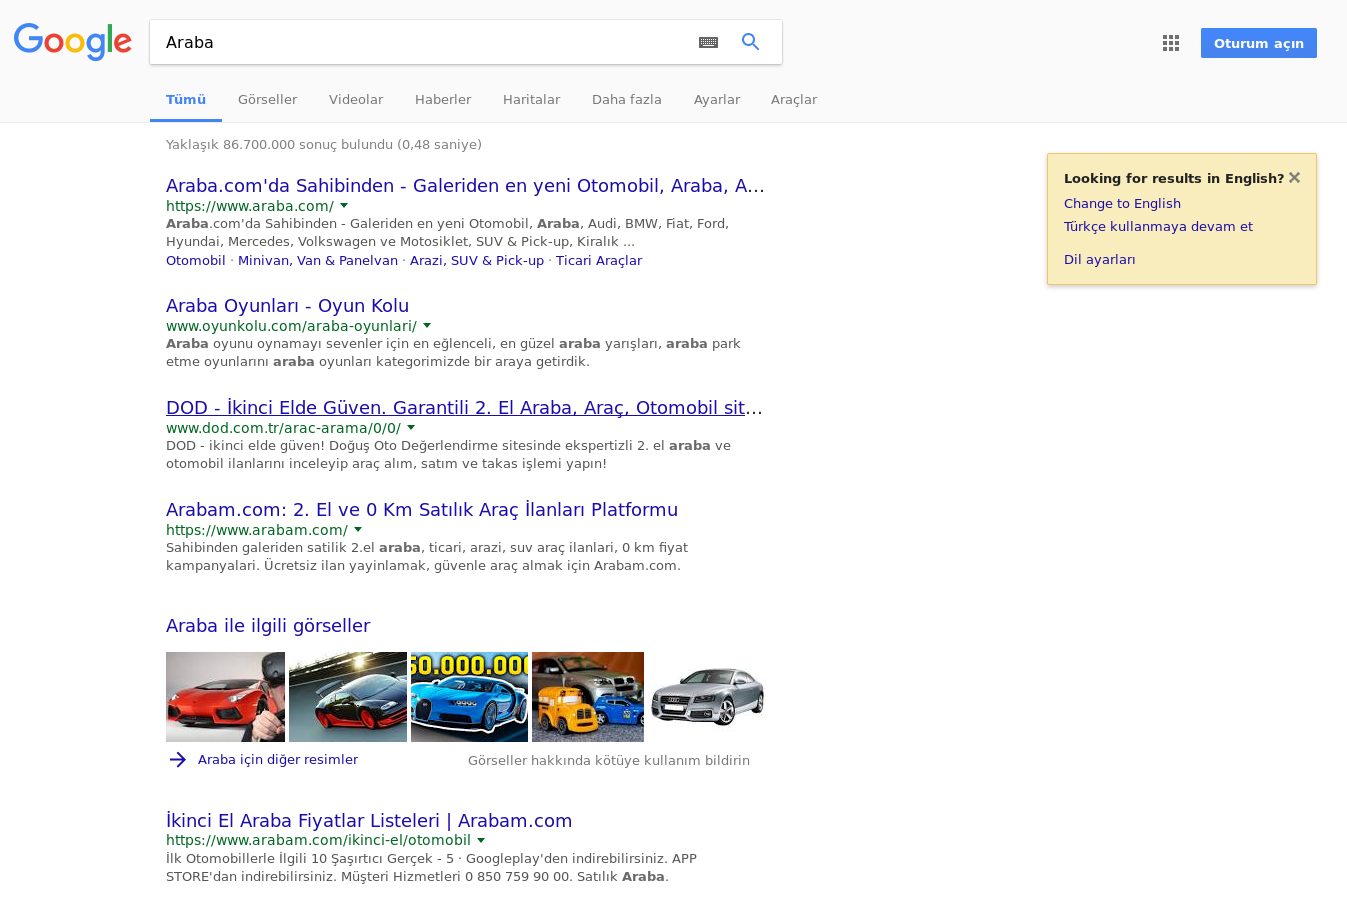 Google
Araba
Oturum açın
Tümü Görseller Videolar Haberler Haritalar Daha fazla Ayarlar Araçlar
Yaklaşık 86.700.000 sonuç bulundu (0,48 saniye)
Looking for results in English?
Change to English
Türkçe kullanmaya devam et
Dil ayarları
Araba.com'da Sahibinden - Galeriden en yeni Otomobil, Araba, A...
https://www.araba.com/
Araba.com'da Sahibinden - Galeriden en yeni Otomobil, Araba, Audi, BMW, Fiat, Ford,
Hyundai, Mercedes, Volkswagen ve Motosiklet, SUV & Pick-up, Kiralık ...
Otomobil · Minivan, Van & Panelvan · Arazi, SUV & Pick-up · Ticari Araçlar
Araba Oyunları - Oyun Kolu
www.oyunkolu.com/araba-oyunlari/
Araba oyunu oynamayı sevenler için en eğlenceli, en güzel araba yarışları, araba park
etme oyunlarını araba oyunları kategorimizde bir araya getirdik.
DOD - İkinci Elde Güven. Garantili 2. El Araba, Araç, Otomobil sit...
www.dod.com.tr/arac-arama/0/0/
DOD - ikinci elde güven! Doğuş Oto Değerlendirme sitesinde ekspertizli 2. el araba ve
otomobil ilanlarını inceleyip araç alım, satım ve takas işlemi yapın!
Arabam.com: 2. El ve 0 Km Satılık Araç İlanları Platformu
https://www.arabam.com/
Sahibinden galeriden satilik 2.el araba, ticari, arazi, suv araç ilanlari, 0 km fiyat
kampanyalari. Ücretsiz ilan yayinlamak, güvenle araç almak için Arabam.com.
Araba ile ilgili görseller
50.000.000
Araba için diğer resimler
Görseller hakkında kötüye kullanım bildirin
İkinci El Araba Fiyatlar Listeleri | Arabam.com
https://www.arabam.com/ikinci-el/otomobil
İlk Otomobillerle İlgili 10 Şaşırtıcı Gerçek - 5 · Googleplay'den indirebilirsiniz. APP
STORE'dan indirebilirsiniz. Müşteri Hizmetleri 0 850 759 90 00. Satılık Araba.